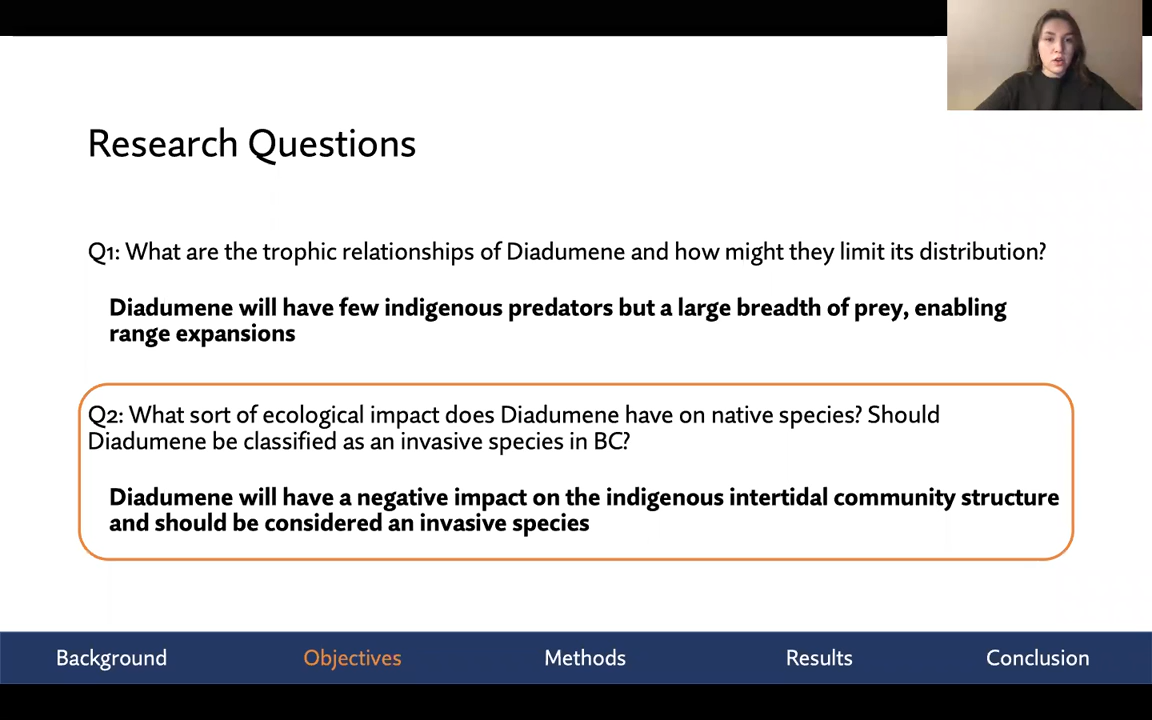 Research Questions
Q1: What are the trophic relationships of Diadumene and how might they limit its distribution?
Diadumene will have few indigenous predators but a large breadth of prey, enabling
range expansions
Q2: What sort of ecological impact does Diadumene have on native species? Should
Diadumene be classified as an invasive species in BC?
Diadumene will have a negative impact on the indigenous intertidal community structure
and should be considered an invasive species
Background Objectives Methods Results Conclusion